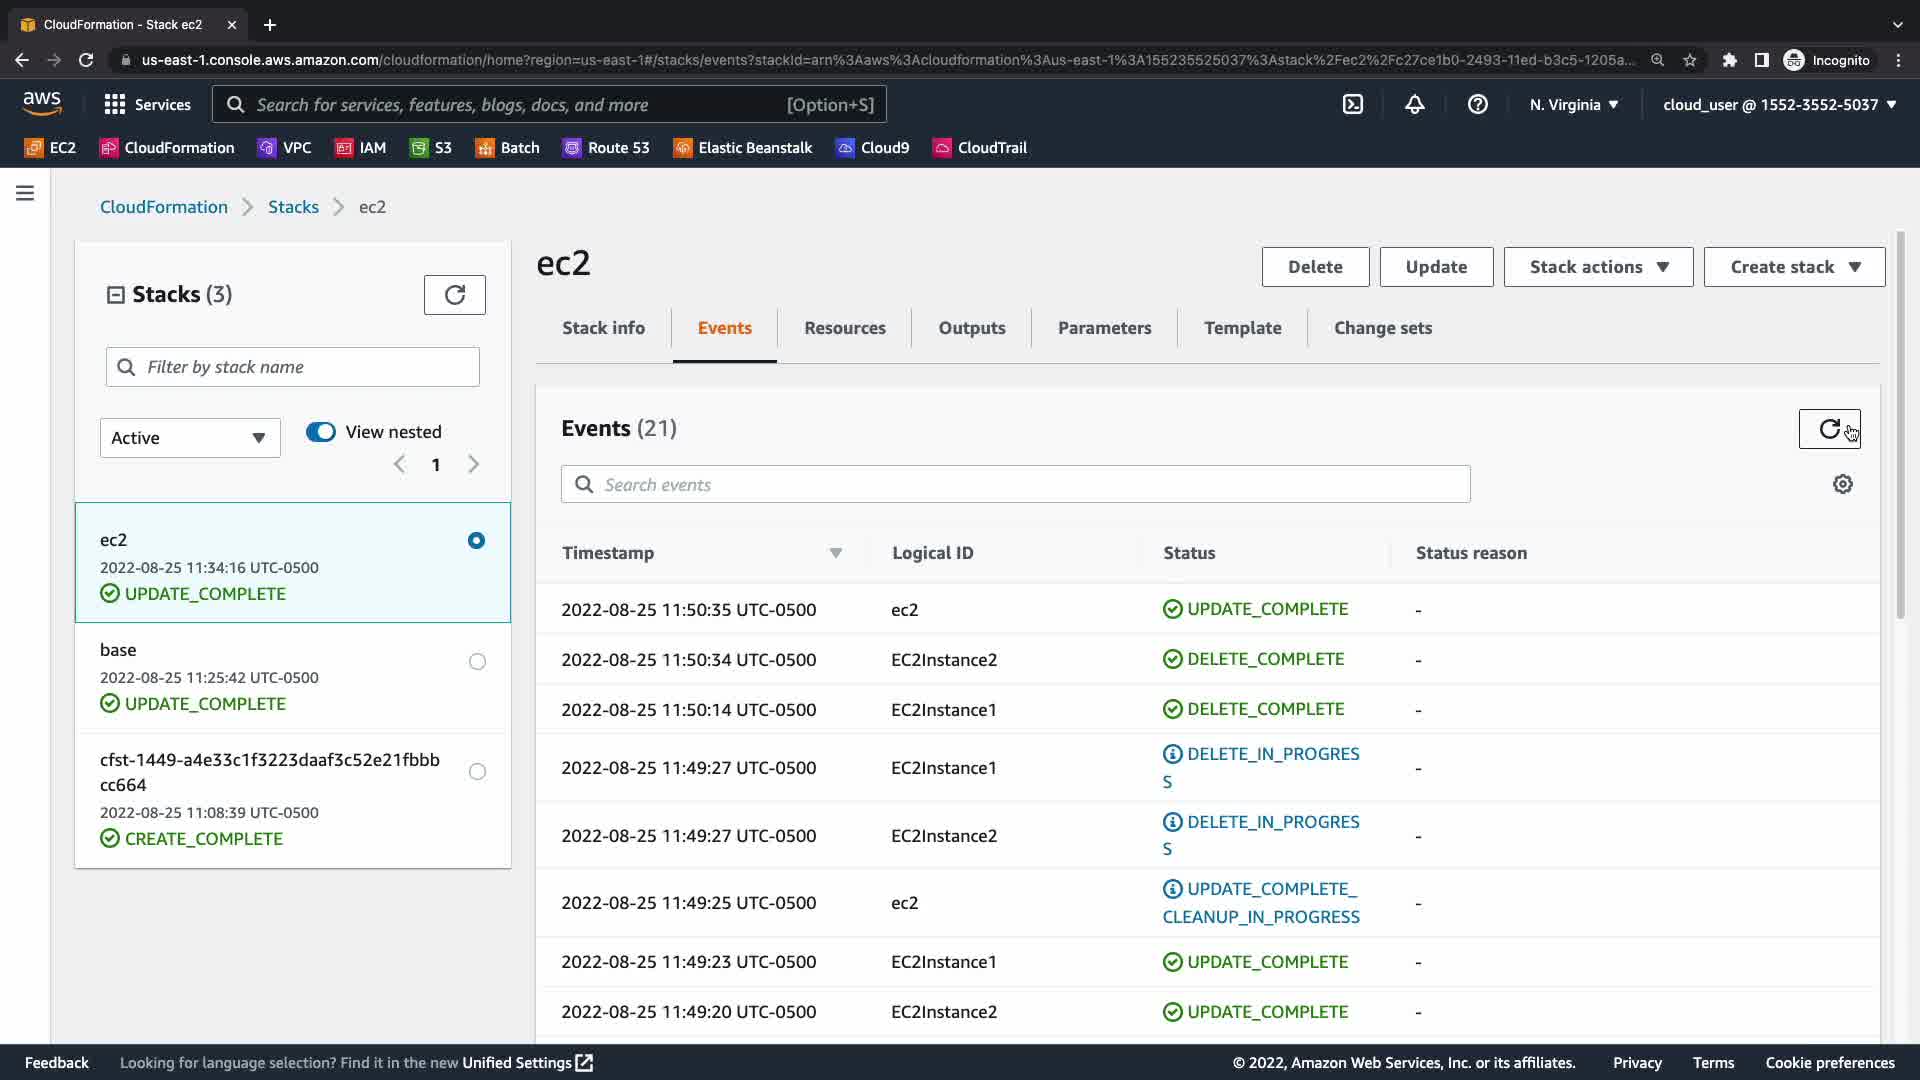 CloudFormation - Stack ec2
us-east-1.console.aws.amazon.com/cloudformation/home?region=us-east-1#/stacks/events?stackId=arn%3Aaws%3Acloudformation%3Aus-east-1%3A155235525037%3Astack%2Fec2%2Fc27ce1b0-2493-11ed-b3c5-1205a...
Incognito
aws
Services
Search for services, features, blogs, docs, and more [Option+S]
N. Virginia
cloud_user @ 1552-3552-5037
EC2 CloudFormation VPC IAM S3 Batch Route 53 Elastic Beanstalk Cloud9 CloudTrail
CloudFormation Stacks ec2
Stacks (3)
Filter by stack name
Active
View nested
1
ec2
2022-08-25 11:34:16 UTC-0500
UPDATE_COMPLETE
base
2022-08-25 11:25:42 UTC-0500
UPDATE_COMPLETE
cfst-1449-a4e33c1f3223daaf3c52e21fbbb
cc664
2022-08-25 11:08:39 UTC-0500
CREATE_COMPLETE
ec2
Delete Update Stack actions Create stack
Stack info Events Resources Outputs Parameters Template Change sets
Events (21)
Search events
Timestamp Logical ID Status Status reason
2022-08-25 11:50:35 UTC-0500 ec2 UPDATE_COMPLETE -
2022-08-25 11:50:34 UTC-0500 EC2Instance2 DELETE_COMPLETE -
2022-08-25 11:50:14 UTC-0500 EC2Instance1 DELETE_COMPLETE -
2022-08-25 11:49:27 UTC-0500 EC2Instance1 DELETE_IN_PROGRES
S -
2022-08-25 11:49:27 UTC-0500 EC2Instance2 DELETE_IN_PROGRES
S -
2022-08-25 11:49:25 UTC-0500 ec2 UPDATE_COMPLETE_
CLEANUP_IN_PROGRESS -
2022-08-25 11:49:23 UTC-0500 EC2Instance1 UPDATE_COMPLETE -
2022-08-25 11:49:20 UTC-0500 EC2Instance2 UPDATE_COMPLETE -
Feedback Looking for language selection? Find it in the new Unified Settings
© 2022, Amazon Web Services, Inc. or its affiliates. Privacy Terms Cookie preferences